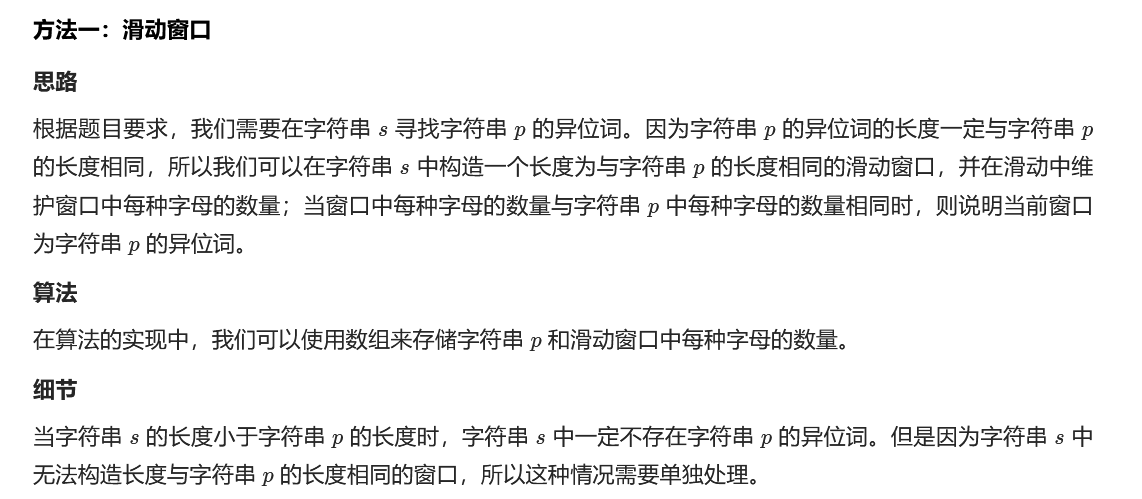 方法一：滑动窗口
思路
根据题目要求，我们需要在字符串 s 寻找字符串 p 的异位词。因为字符串 p 的异位词的长度一定与字符串 p
的长度相同，所以我们可以在字符串 s 中构造一个长度为与字符串 p 的长度相同的滑动窗口，并在滑动中维
护窗口中每种字母的数量；当窗口中每种字母的数量与字符串 p 中每种字母的数量相同时，则说明当前窗口
为字符串 p 的异位词。
算法
在算法的实现中，我们可以使用数组来存储字符串 p 和滑动窗口中每种字母的数量。
细节
当字符串 s 的长度小于字符串 p 的长度时，字符串 s 中一定不存在字符串 p 的异位词。但是因为字符串 s 中
无法构造长度与字符串 p 的长度相同的窗口，所以这种情况需要单独处理。